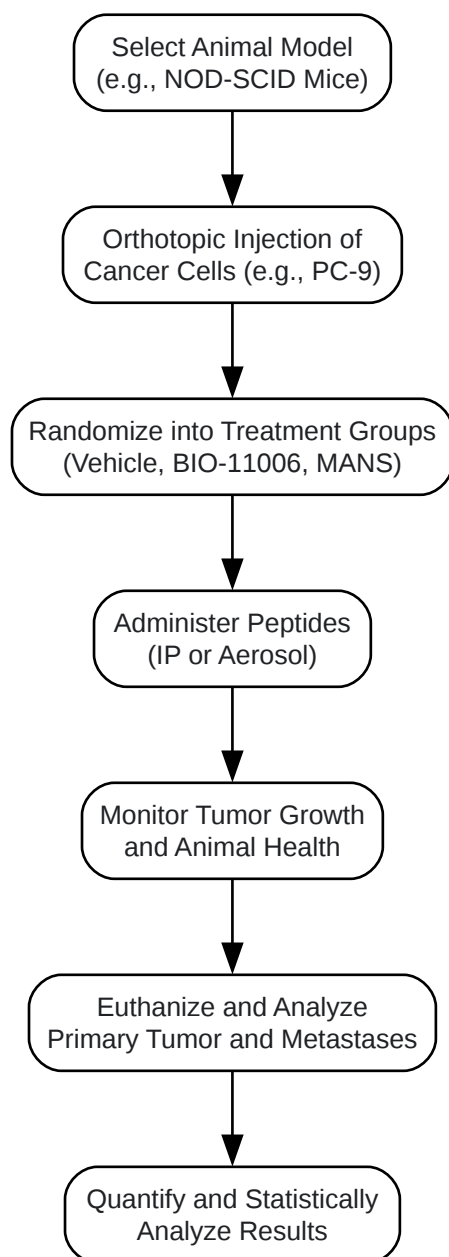 Select Animal Model
(e.g., NOD-SCID Mice)
Orthotopic Injection of
Cancer Cells (e.g., PC-9)
Randomize into Treatment Groups
(Vehicle, BIO-11006, MANS)
Administer Peptides
(IP or Aerosol)
Monitor Tumor Growth
and Animal Health
Euthanize and Analyze
Primary Tumor and Metastases
Quantify and Statistically
Analyze Results